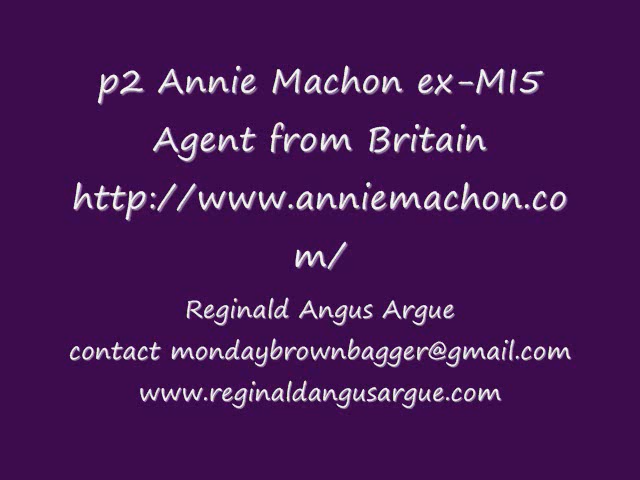 p2 Annie Machon ex-MI5
Agent from Britain
http://www.anniemachon.co
m/
Reginald Angus Argue
contact mondaybrownbagger@gmail.com
www.reginaldangusargue.com